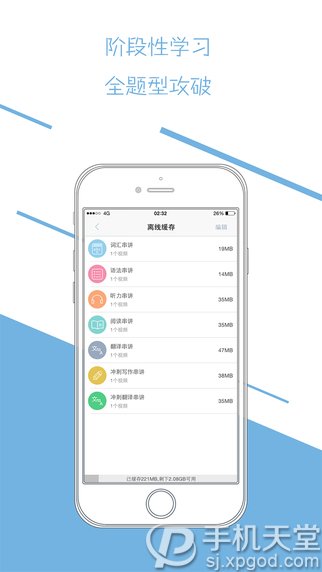 阶段性学习
全题型攻破
4G 02:32 26%
离线缓存 编辑
词汇串讲 19MB
1个视频
语法串讲 14MB
1个视频
听力串讲 35MB
1个视频
阅读串讲 35MB
1个视频
翻译串讲 47MB
1个视频
冲刺写作串讲 38MB
1个视频
冲刺翻译串讲 35MB
1个视频
已缓存221MB,剩下2.08GB可用
手机天堂
sj.xpgod.com